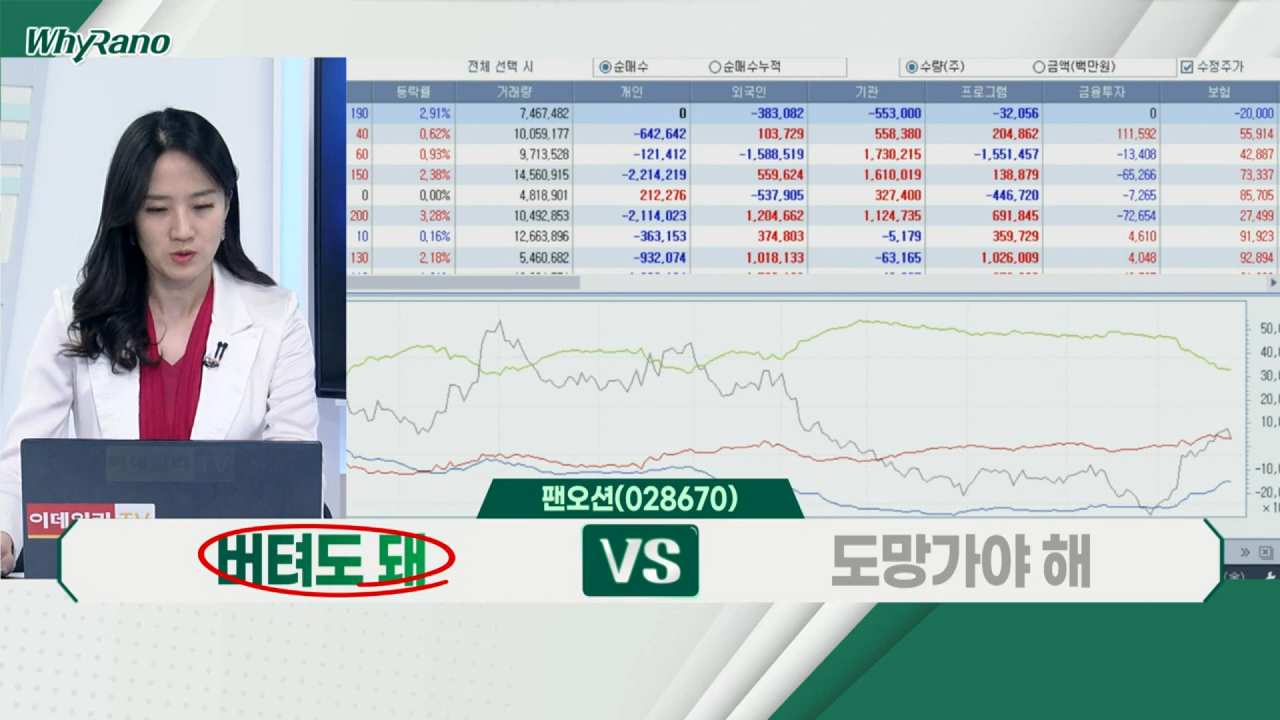 WhyRano
전체 선택 시 순매수 순매수누적 수량(주) 금액(백만원) 수정주가
등락률 거래량 개인 외국인 기관 프로그램 금융투자 보험
190 2,91% 7,467,482 0 -383,082 -553,000 -32,056 0 -20,000
40 0,62% 10,059,177 -642,642 103,729 558,380 204,862 111,592 55,914
60 0,93% 9,713,528 -121,412 -1,588,519 1,730,215 -1,551,457 -13,408 42,887
150 2,38% 14,560,915 -2,214,219 559,624 1,610,019 138,879 -65,266 73,337
0 0,00% 4,818,901 212,276 -537,905 327,400 -446,720 -7,265 85,705
200 3,28% 10,492,853 -2,114,023 1,204,662 1,124,735 691,845 -72,654 27,499
10 0,16% 12,663,896 -363,153 374,803 -5,179 359,729 4,610 91,923
130 2,18% 5,460,682 -932,074 1,018,133 -63,165 1,026,009 4,048 92,894
50,0
40,0
30,0
20,0
10,0
-10,0
-20,0
×10
이데일리 TV
팬오션(028670)
버텨도 돼 VS 도망가야 해